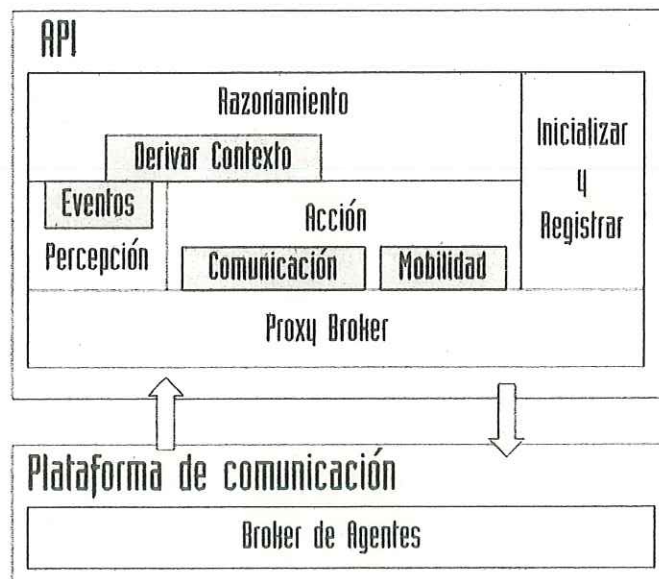 API
Razonamiento
Derivar Contexto
Inicializar
y
Registrar
Eventos
Acción
Percepción
Comunicación
Mobilidad
Proxy Broker
Plataforma de comunicación
Broker de Agentes